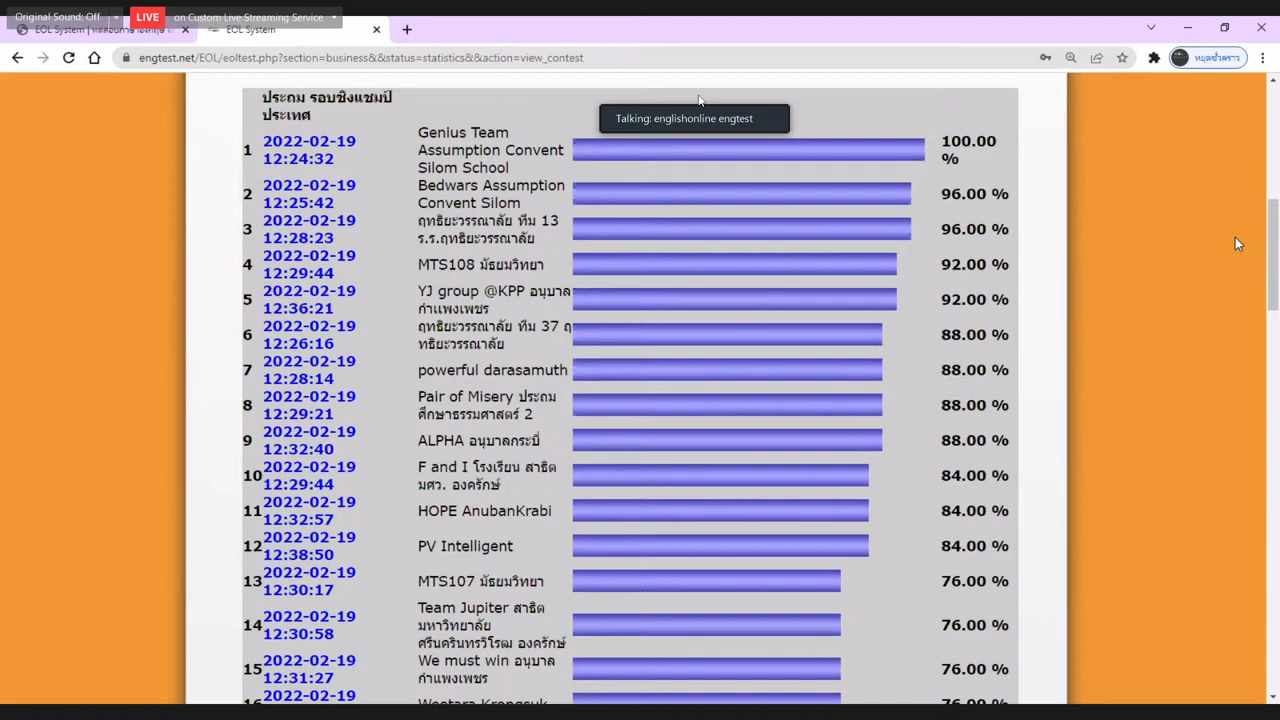 Original Sound: Off
LIVE
on Custom Live Streaming Service
EOL System
EOL System
engtest.net/EOL/eoltest.php?section=business&&status=statistics&&action=view_contest
หยุดชั่วคราว
Talking: englishonline engtest
ประถม รอบชิงแชมป์
ประเทศ
1 2022-02-19 12:24:32 Genius Team Assumption Convent Silom School 100.00 %
2 2022-02-19 12:25:42 Bedwars Assumption Convent Silom 96.00 %
3 2022-02-19 12:28:23 ฤทธิยะวรรณาลัย ทีม 13 ร.ร.ฤทธิยะวรรณาลัย 96.00 %
4 2022-02-19 12:29:44 MTS108 มัธยมวิทยา 92.00 %
5 2022-02-19 12:36:21 YJ group @KPP อนุบาลกำแพงเพชร 92.00 %
6 2022-02-19 12:26:16 ฤทธิยะวรรณาลัย ทีม 37 ฤทธิยะวรรณาลัย 88.00 %
7 2022-02-19 12:28:14 powerful darasamuth 88.00 %
8 2022-02-19 12:29:21 Pair of Misery ประถมศึกษาธรรมศาสตร์ 2 88.00 %
9 2022-02-19 12:32:40 ALPHA อนุบาลกระบี่ 88.00 %
10 2022-02-19 12:29:44 F and I โรงเรียน สาธิต มศว. องครักษ์ 84.00 %
11 2022-02-19 12:32:57 HOPE AnubanKrabi 84.00 %
12 2022-02-19 12:38:50 PV Intelligent 84.00 %
13 2022-02-19 12:30:17 MTS107 มัธยมวิทยา 76.00 %
14 2022-02-19 12:30:58 Team Jupiter สาธิตมหาวิทยาลัยศรีนครินทรวิโรฒ องครักษ์ 76.00 %
15 2022-02-19 12:31:27 We must win อนุบาลกำแพงเพชร 76.00 %
2022-02-19